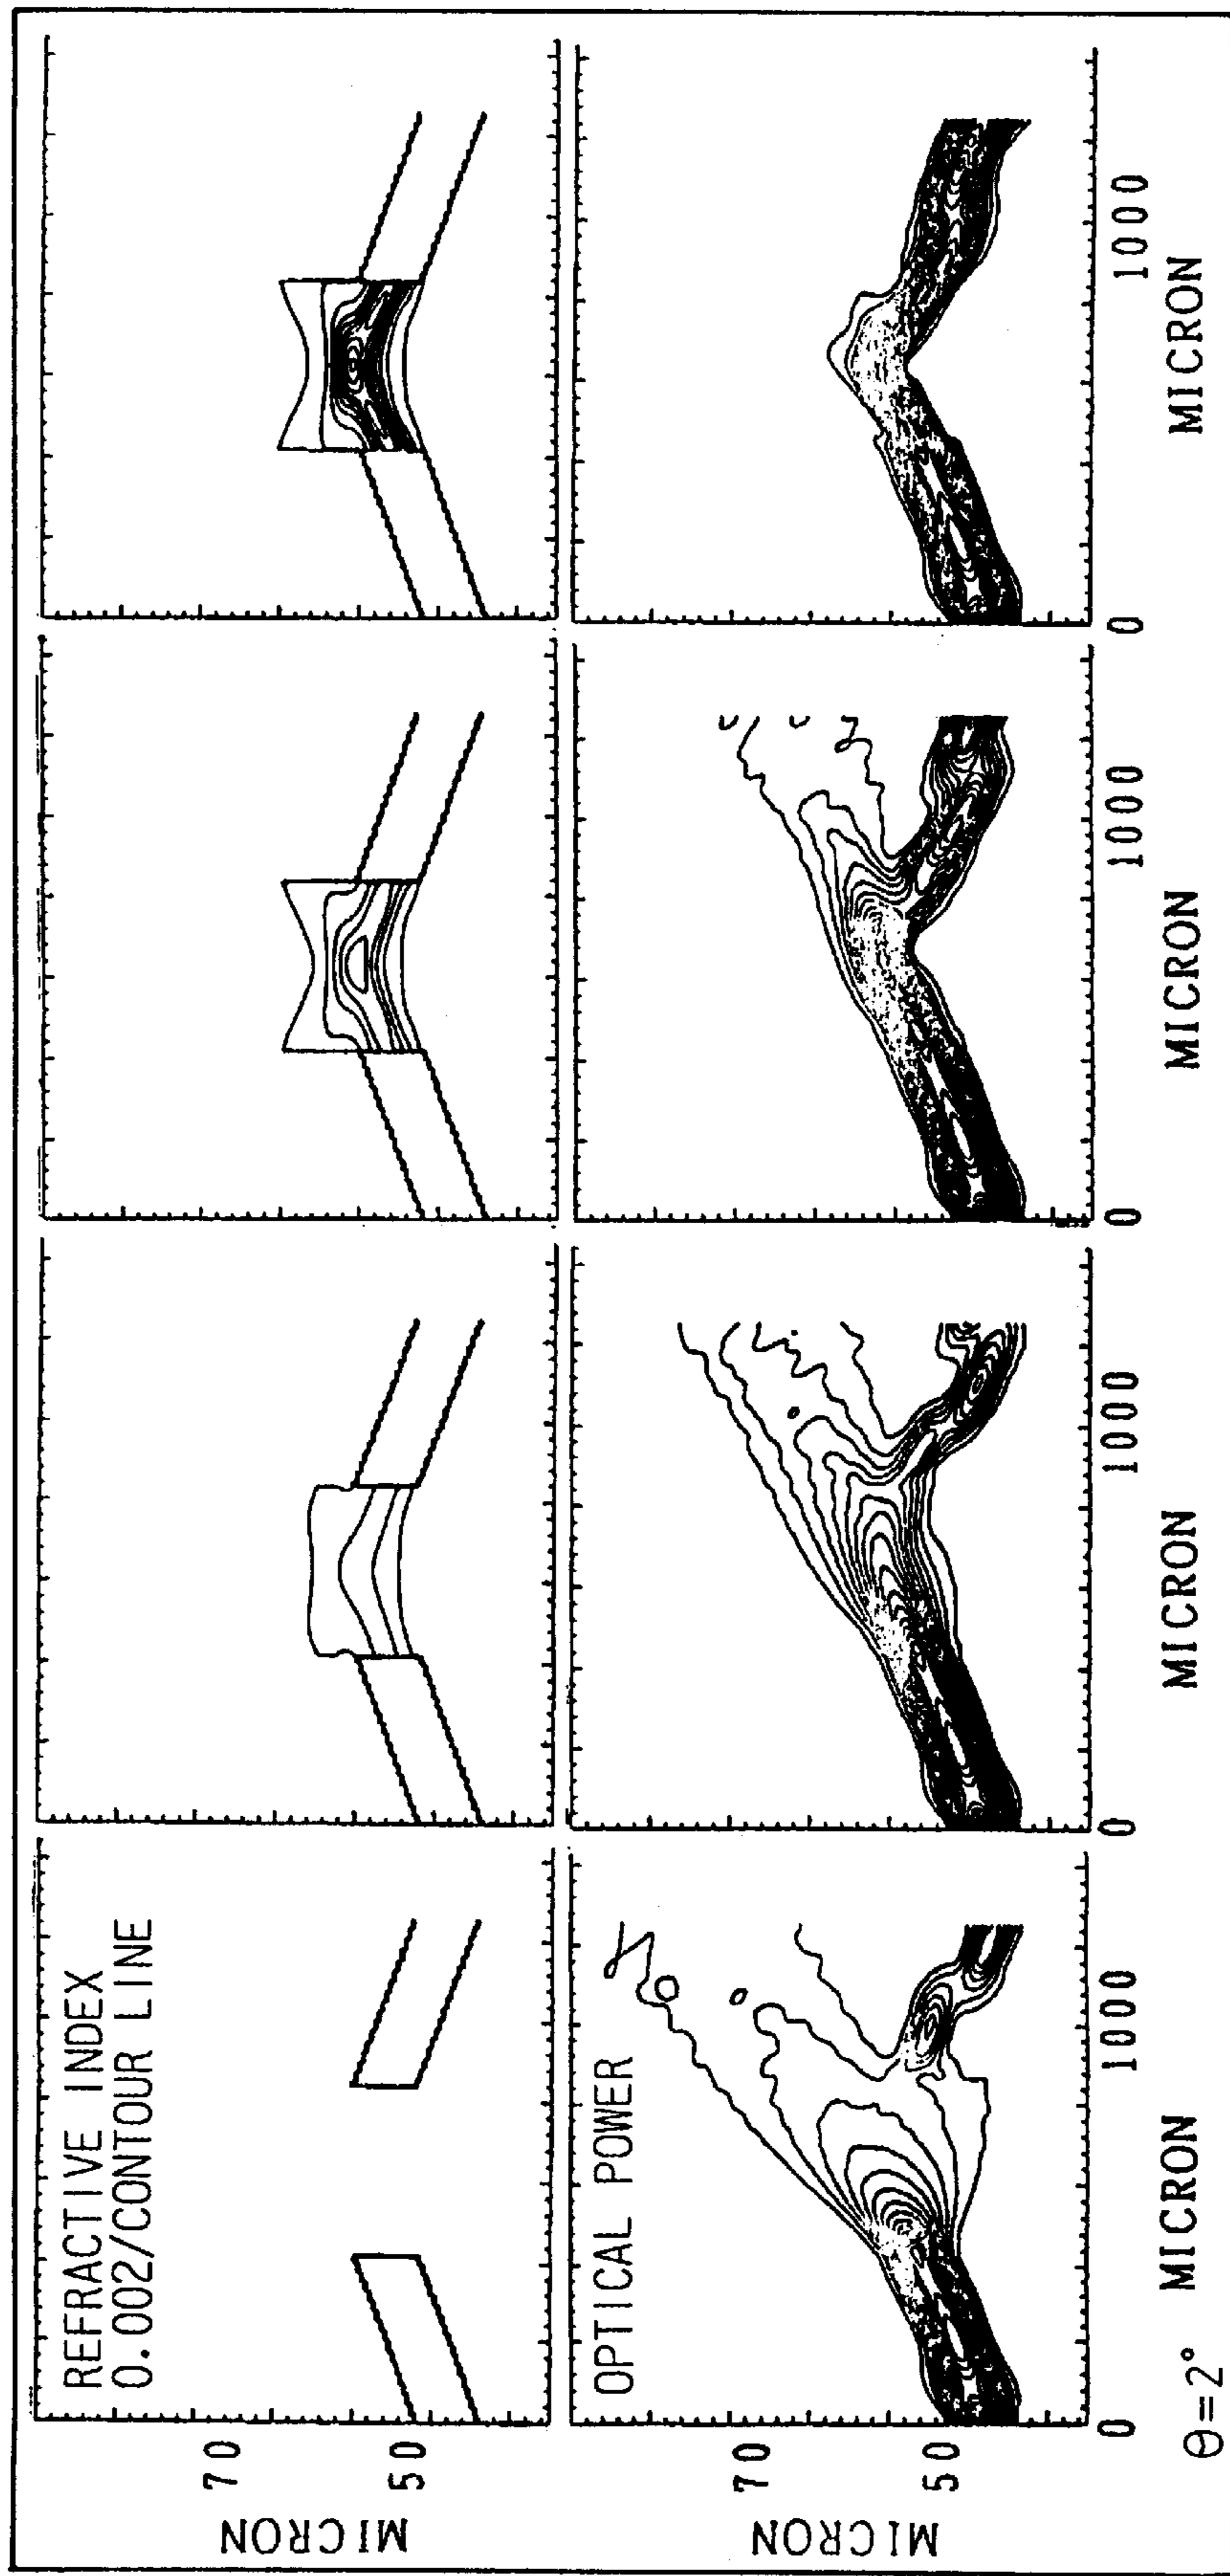 REFRACTIVE INDEX
0.002/CONTOUR LINE
70
50
MICRON
OPTICAL POWER
70
50
MICRON
0
1000
0
1000
0
1000
0
1000
MICRON
MICRON
MICRON
MICRON
Θ=2°